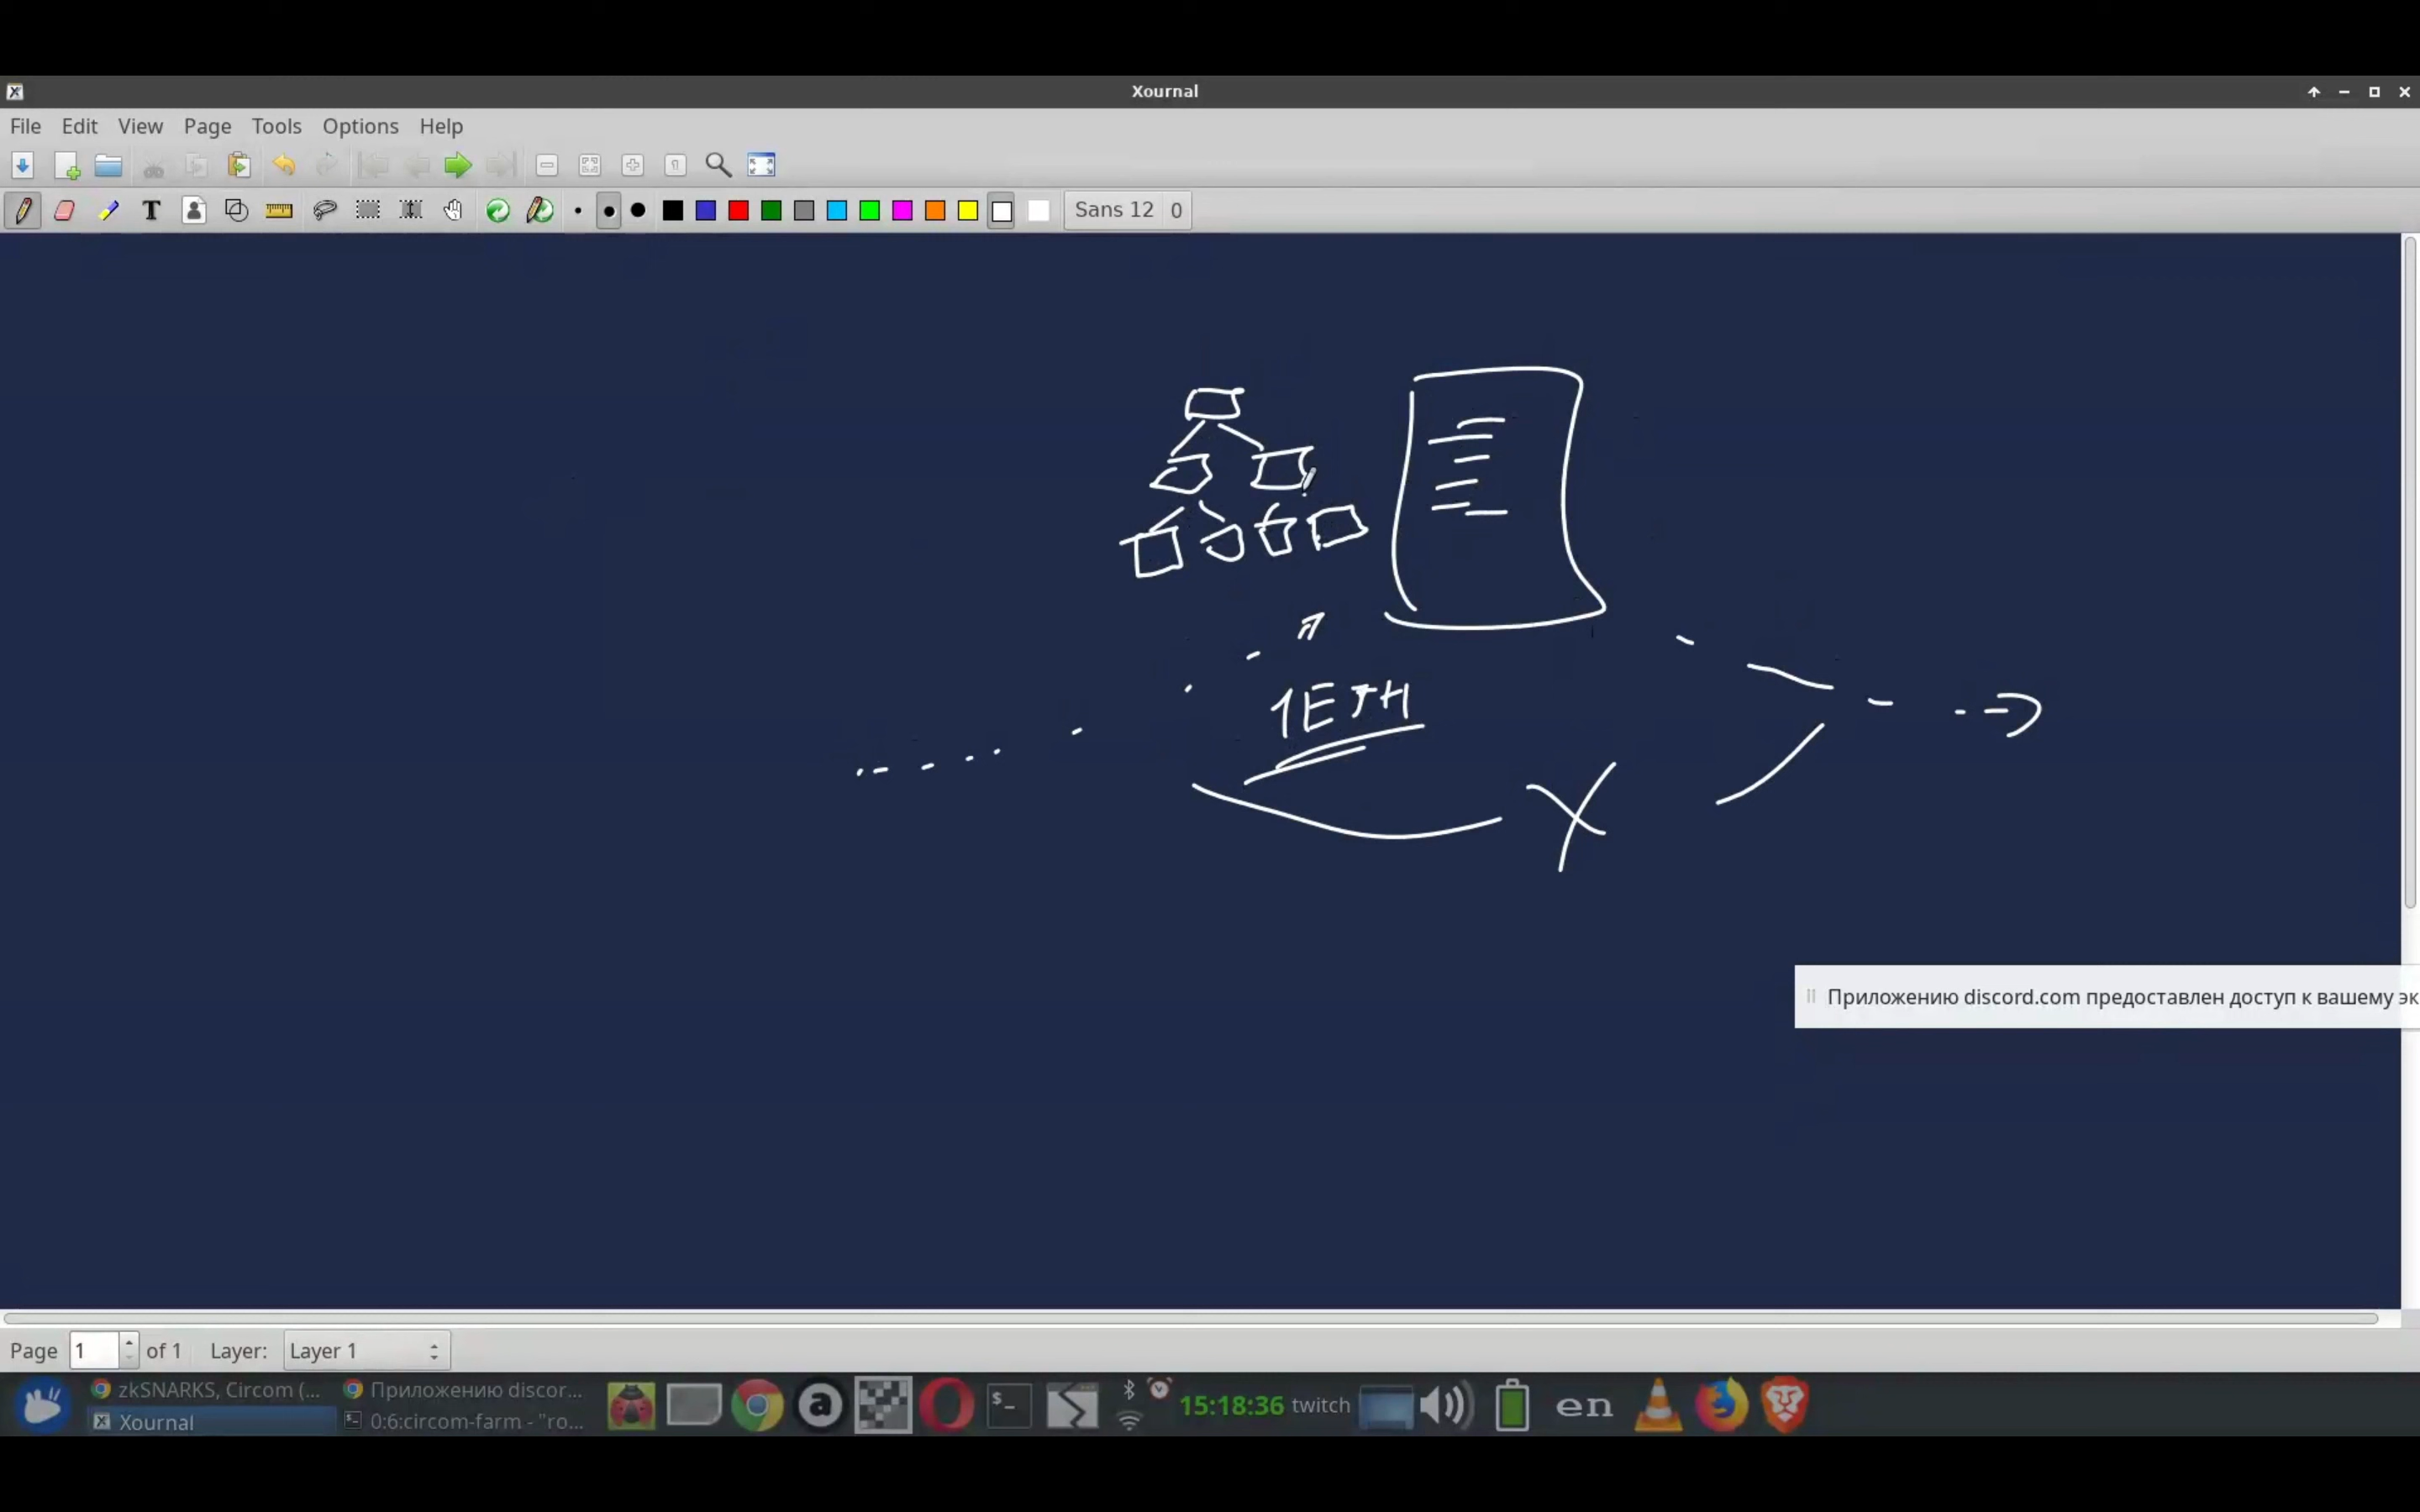 Xournal
File Edit View Page Tools Options Help
Sans 12 0
1ETH
X
Приложению discord.com предоставлен доступ к вашему эк
Page 1 of 1 Layer: Layer 1
zkSNARKS, Circom (... Приложению discor...
Xournal 0:6:circom-farm - "ro...
15:18:36 twitch en